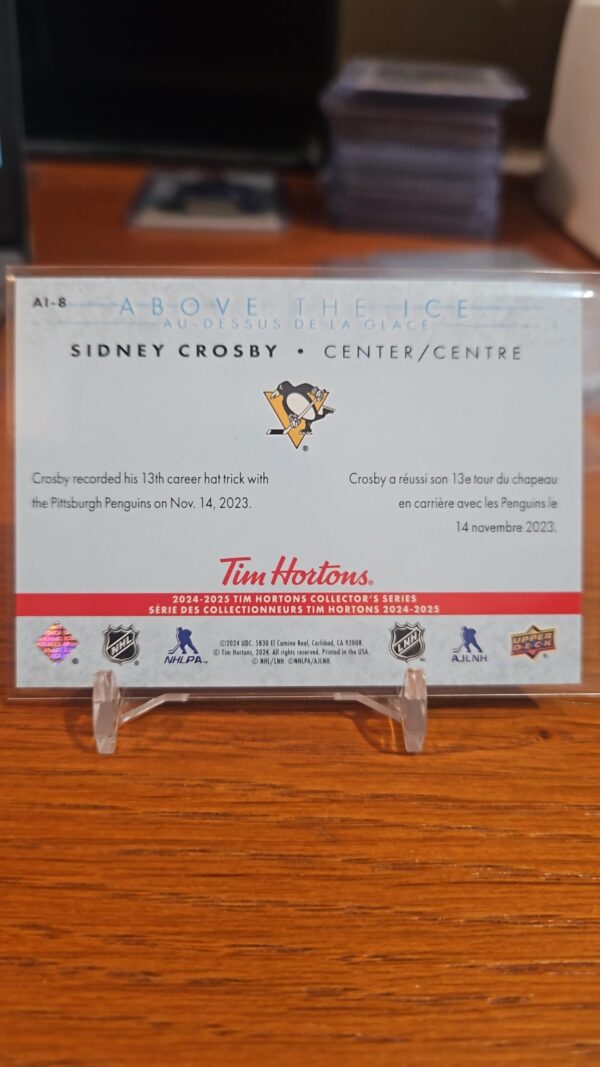 AI-8
ABOVE THE ICE
AU-DESSUS DE LA GLACE
SIDNEY CROSBY • CENTER/CENTRE
Crosby recorded his 13th career hat trick with
the Pittsburgh Penguins on Nov. 14, 2023.
Crosby a réussi son 13e tour du chapeau
en carrière avec les Penguins le
14 novembre 2023.
Tim Hortons®
2024-2025 TIM HORTONS COLLECTOR'S SERIES
SÉRIE DES COLLECTIONNEURS TIM HORTONS 2024-2025
NHL
NHLPA
©2024 UDC. 5830 El Camino Real, Carlsbad, CA 92008.
© Tim Hortons, 2024. All rights reserved. Printed in the USA.
© NHL/LNH. ©NHLPA/AJLNH.
LNH
AJLNH
UPPER
DECK